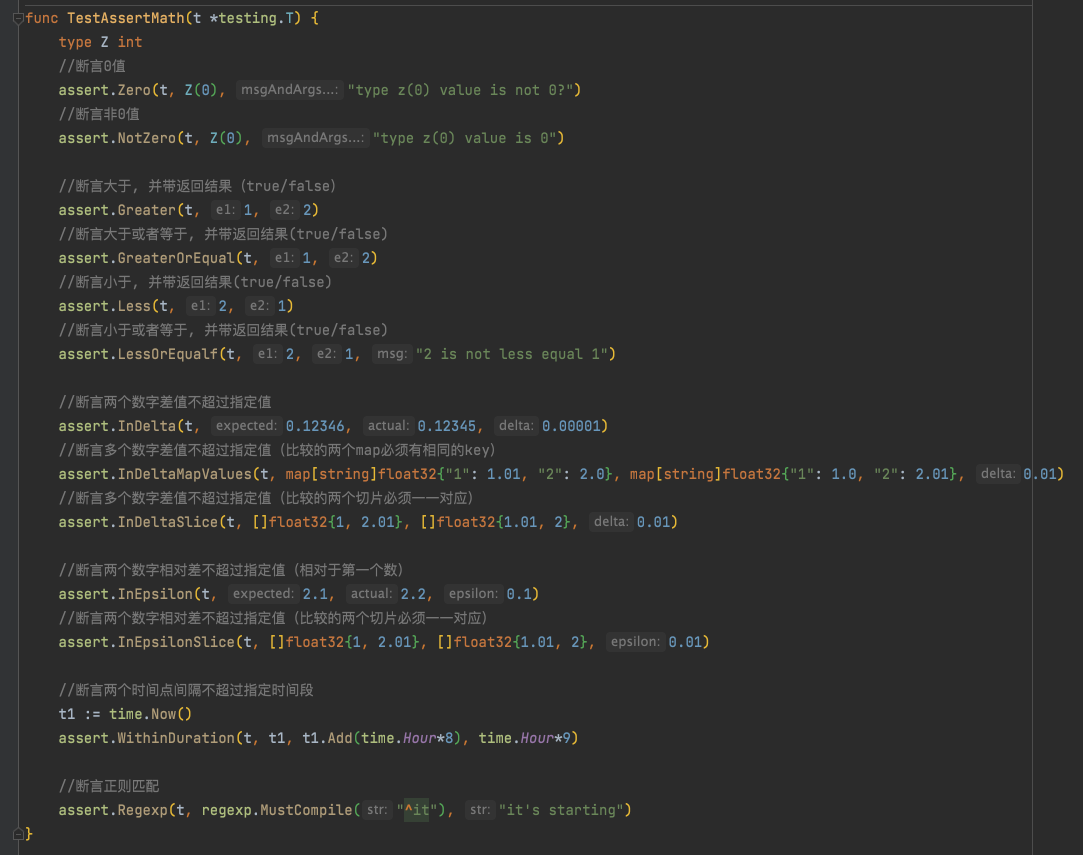 func TestAssertMath(t *testing.T) {
    type Z int
    //断言0值
    assert.Zero(t, Z(0), msgAndArgs...: "type z(0) value is not 0?")
    //断言非0值
    assert.NotZero(t, Z(0), msgAndArgs...: "type z(0) value is 0")
    //断言大于, 并带返回结果 (true/false)
    assert.Greater(t, e1: 1, e2: 2)
    //断言大于或者等于, 并带返回结果(true/false)
    assert.GreaterOrEqual(t, e1: 1, e2: 2)
    //断言小于, 并带返回结果(true/false)
    assert.Less(t, e1: 2, e2: 1)
    //断言小于或者等于, 并带返回结果(true/false)
    assert.LessOrEqualf(t, e1: 2, e2: 1, msg: "2 is not less equal 1")
    //断言两个数字差值不超过指定值
    assert.InDelta(t, expected: 0.12346, actual: 0.12345, delta: 0.00001)
    //断言多个数字差值不超过指定值 (比较的两个map必须有相同的key)
    assert.InDeltaMapValues(t, map[string]float32{"1": 1.01, "2": 2.0}, map[string]float32{"1": 1.0, "2": 2.01}, delta: 0.01)
    //断言多个数字差值不超过指定值 (比较的两个切片必须一一对应)
    assert.InDeltaSlice(t, []float32{1, 2.01}, []float32{1.01, 2}, delta: 0.01)
    //断言两个数字相对差不超过指定值 (相对于第一个数)
    assert.InEpsilon(t, expected: 2.1, actual: 2.2, epsilon: 0.1)
    //断言两个数字相对差不超过指定值 (比较的两个切片必须一一对应)
    assert.InEpsilonSlice(t, []float32{1, 2.01}, []float32{1.01, 2}, epsilon: 0.01)
    //断言两个时间点间隔不超过指定时间段
    t1 := time.Now()
    assert.WithinDuration(t, t1, t1.Add(time.Hour*8), time.Hour*9)
    //断言正则匹配
    assert.Regexp(t, regexp.MustCompile( str: "^it"), str: "it's starting")
}